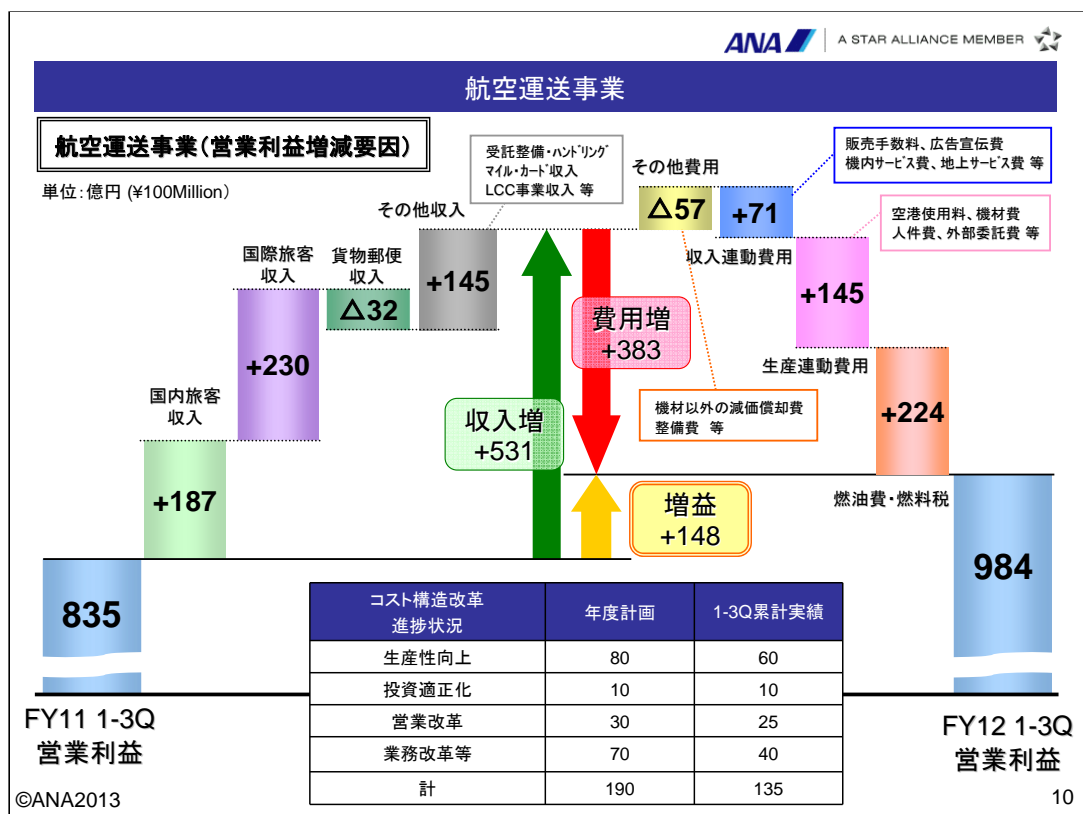 ANA
A STAR ALLIANCE MEMBER
航空運送事業
航空運送事業(営業利益増減要因)
単位:億円 (¥100Million)
受託整備・ハンドリング
マイル・カード収入
LCC事業収入 等
その他費用
販売手数料、広告宣伝費
機内サービス費、地上サービス費 等
その他収入
△57
+71
空港使用料、機材費
人件費、外部委託費 等
国際旅客
収入
貨物郵便
収入
収入連動費用
+145
+145
△32
費用増
+383
+230
生産連動費用
国内旅客
収入
機材以外の減価償却費
整備費 等
+224
収入増
+531
+187
増益
+148
燃油費・燃料税
835
984
コスト構造改革
進捗状況
年度計画
1-3Q累計実績
生産性向上 80 60
投資適正化 10 10
営業改革 30 25
業務改革等 70 40
計 190 135
FY11 1-3Q
営業利益
FY12 1-3Q
営業利益
©ANA2013
10